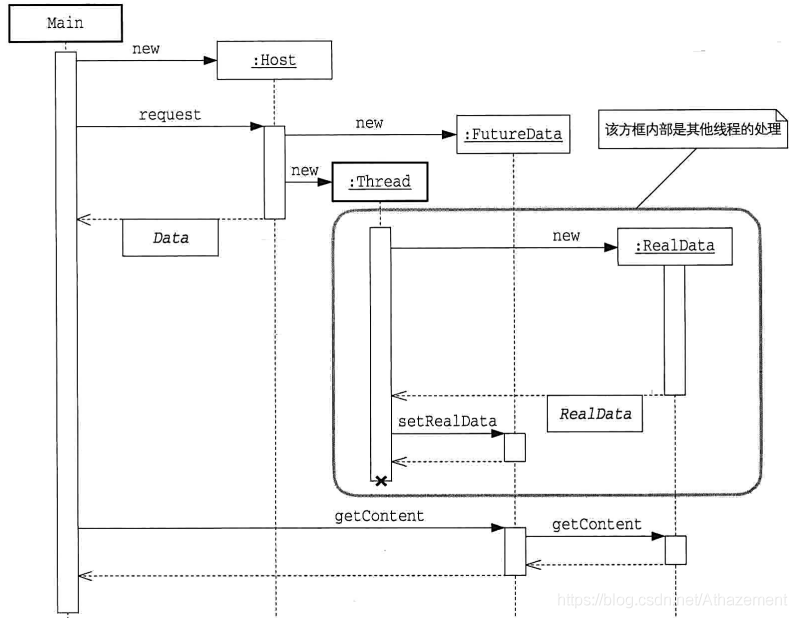 Main
new
:Host
request
new
:FutureData
该方框内部是其他线程的处理
new
:Thread
Data
new
:RealData
RealData
setRealData
getContent
getContent
https://blog.csdn.net/Athazement